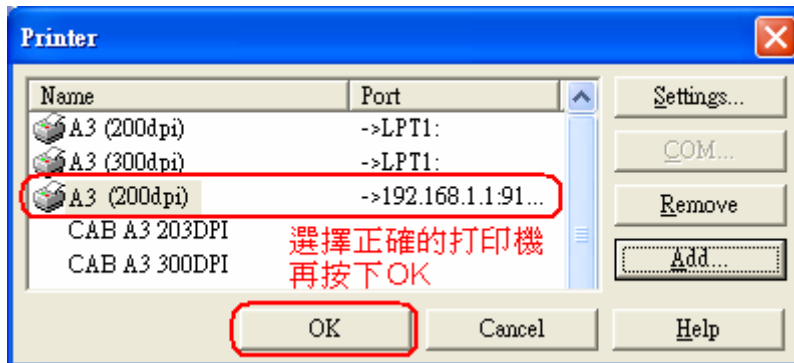 Printer
Name Port
A3 (200dpi) ->LPT1:
A3 (300dpi) ->LPT1:
A3 (200dpi) ->192.168.1.1:91...
CAB A3 203DPI
CAB A3 300DPI
選擇正確的打印機
再按下OK
Settings...
COM...
Remove
Add...
OK Cancel Help